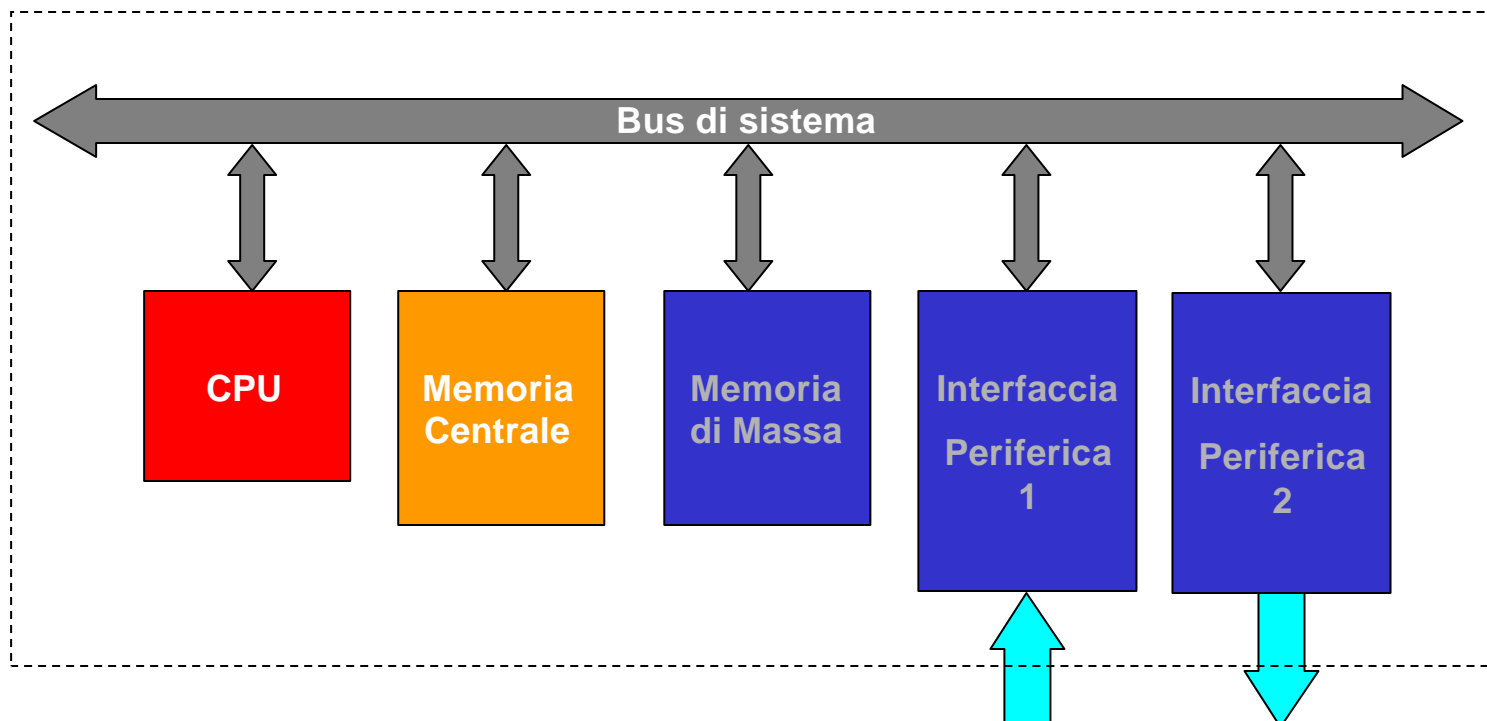 Bus di sistema
CPU
Memoria
Centrale
Memoria
di Massa
Interfaccia
Periferica
1
Interfaccia
Periferica
2